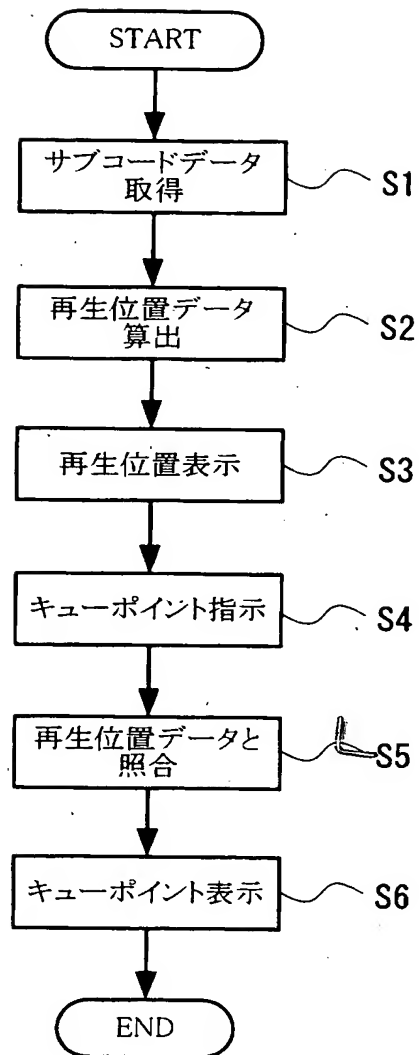 START
サブコードデータ
取得
S1
再生位置データ
算出
S2
再生位置表示
S3
キューポイント指示
S4
再生位置データと
照合
S5
キューポイント表示
S6
END